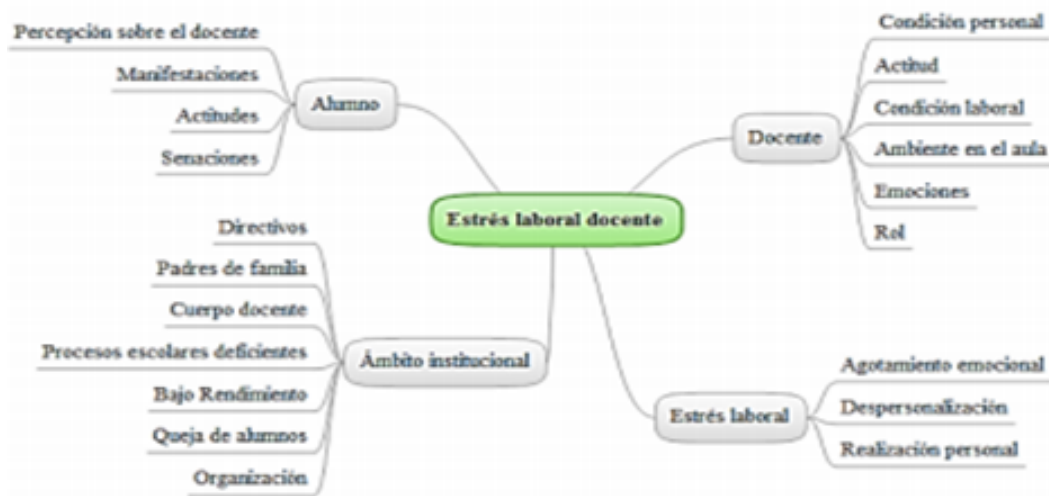 Percepción sobre el docente
Manifestaciones
Actitudes
Senaciones
Alumno
Condición personal
Actitud
Condición laboral
Ambiente en el aula
Emociones
Rol
Docente
Estrés laboral docente
Directivos
Padres de familia
Cuerpo docente
Procesos escolares deficientes
Bajo Rendimiento
Queja de alumnos
Organización
Ámbito institucional
Estrés laboral
Agotamiento emocional
Despersonalización
Realización personal